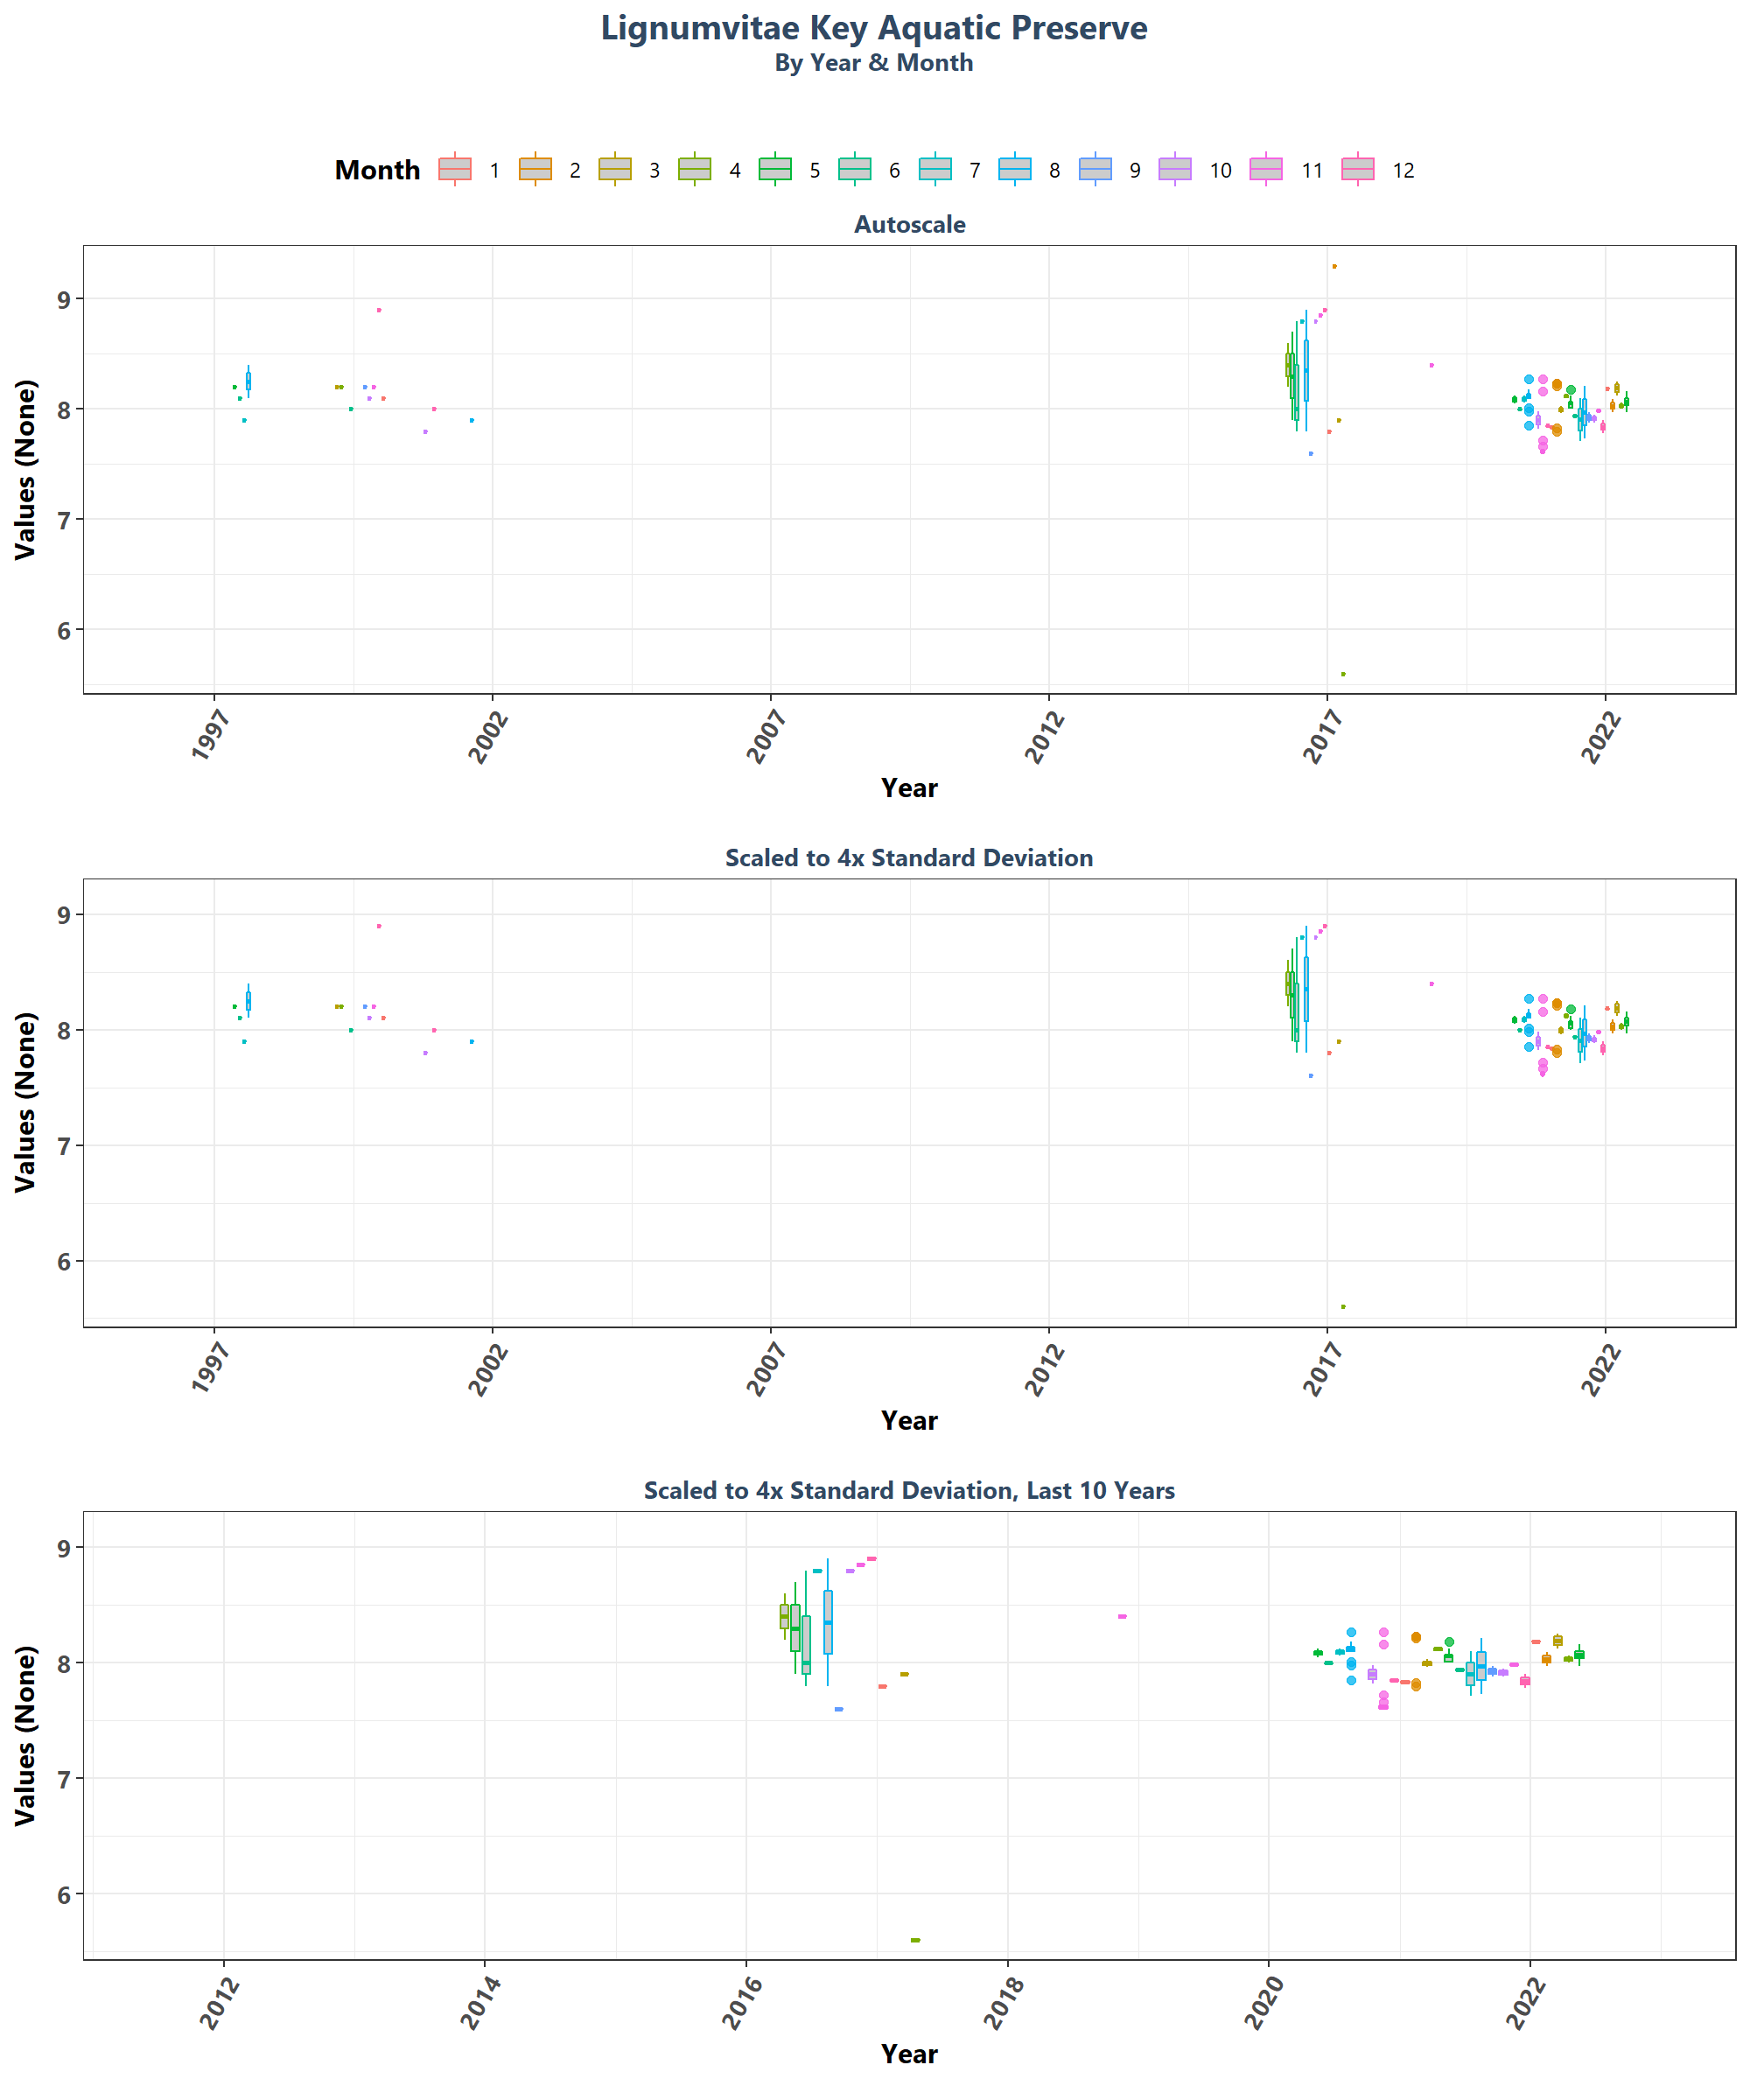 Lignumvitae Key Aquatic Preserve
By Year & Month
Month 1 2 3 4 5 6 7 8 9 10 11 12
Autoscale
Values (None)
9
8
7
6
1997 2002 2007 2012 2017 2022
Year
Scaled to 4x Standard Deviation
Values (None)
9
8
7
6
1997 2002 2007 2012 2017 2022
Year
Scaled to 4x Standard Deviation, Last 10 Years
Values (None)
9
8
7
6
2012 2014 2016 2018 2020 2022
Year